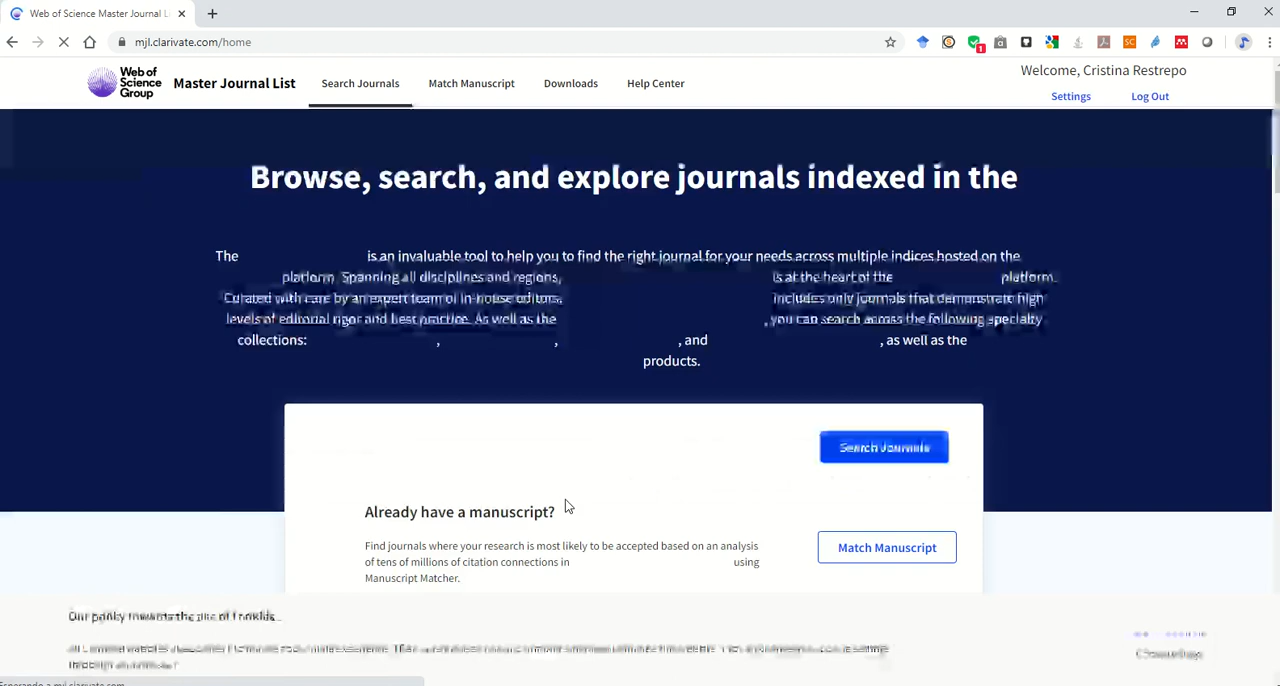 Web of Science Master Journal L
mjl.clarivate.com/home
1
SC
Web of Science Group
Master Journal List
Search Journals
Match Manuscript
Downloads
Help Center
Welcome, Cristina Restrepo
Settings
Log Out
Browse, search, and explore journals indexed in the
The is an invaluable tool to help you to find the right journal for your needs across multiple indices hosted on the
platform. Spanning all disciplines and regions, is at the heart of the platform.
Curated with care by an expert team of in-house editors, includes only journals that demonstrate high
levels of editorial rigor and best practice. As well as the , you can search across the following specialty
collections: , , , and , as well as the
products.
Search Journals
Already have a manuscript?
Find journals where your research is most likely to be accepted based on an analysis
of tens of millions of citation connections in using
Manuscript Matcher.
Match Manuscript
Our policy towards the use of cookies
Esperando a mjl.clarivate.com